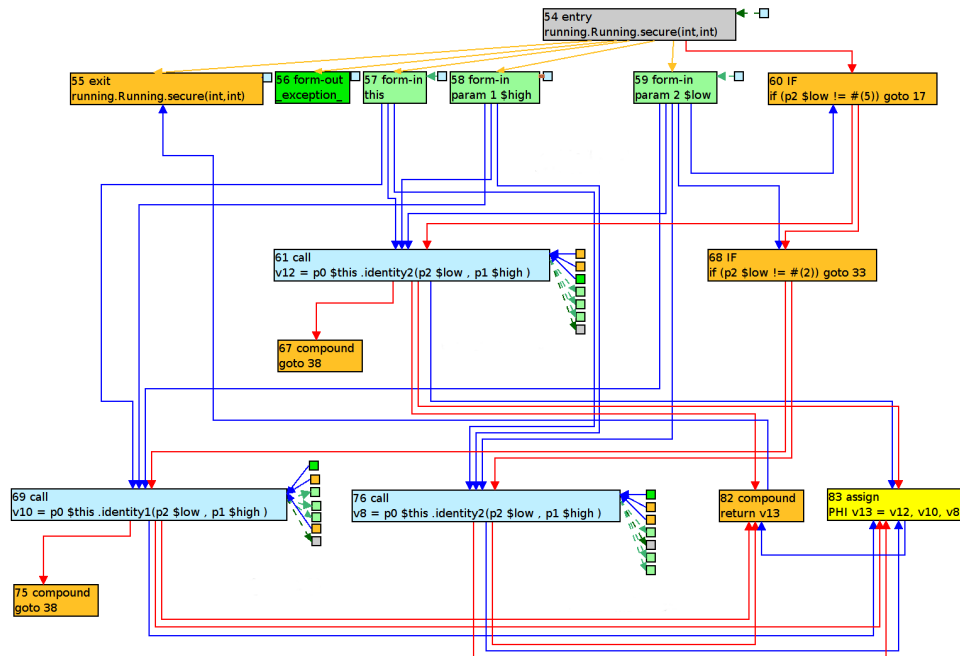 54 entry
running.Running.secure(int,int)
55 exit
running.Running.secure(int,int)
56 form-out
_exception_
57 form-in
this
58 form-in
param 1 $high
59 form-in
param 2 $low
60 IF
if (p2 $low != #(5)) goto 17
61 call
v12 = p0 $this .identity2(p2 $low , p1 $high )
68 IF
if (p2 $low != #(2)) goto 33
67 compound
goto 38
69 call
v10 = p0 $this .identity1(p2 $low , p1 $high )
76 call
v8 = p0 $this .identity2(p2 $low , p1 $high )
82 compound
return v13
83 assign
PHI v13 = v12, v10, v8
75 compound
goto 38